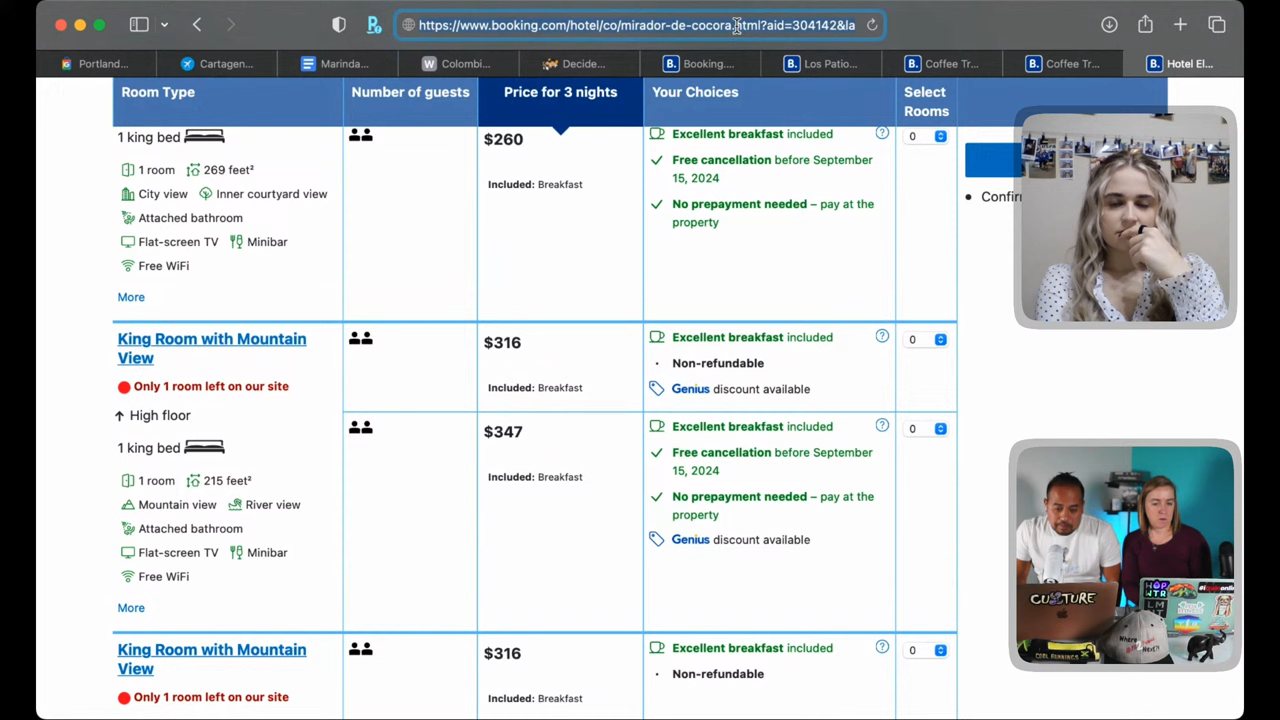 https://www.booking.com/hotel/co/mirador-de-cocora.html?aid=304142&la
Portland...
Cartagen...
Marinda...
W Colombi...
Decide...
B. Booking....
B. Los Patio...
B. Coffee Tr...
B. Coffee Tr...
B. Hotel El...
Room Type
Number of guests
Price for 3 nights
Your Choices
Select
Rooms
1 king bed
1 room 269 feet²
City view Inner courtyard view
Attached bathroom
Flat-screen TV Minibar
Free WiFi
More
$260
Included: Breakfast
Excellent breakfast included
Free cancellation before September
15, 2024
No prepayment needed – pay at the
property
0
Confirm
King Room with Mountain
View
Only 1 room left on our site
High floor
1 king bed
1 room 215 feet²
Mountain view River view
Attached bathroom
Flat-screen TV Minibar
Free WiFi
More
$316
Included: Breakfast
Excellent breakfast included
Non-refundable
Genius discount available
0
$347
Included: Breakfast
Excellent breakfast included
Free cancellation before September
15, 2024
No prepayment needed – pay at the
property
Genius discount available
0
King Room with Mountain
View
Only 1 room left on our site
$316
Included: Breakfast
Excellent breakfast included
Non-refundable
0
CULTURE
COOL RUNNINGS
HOP
WTR